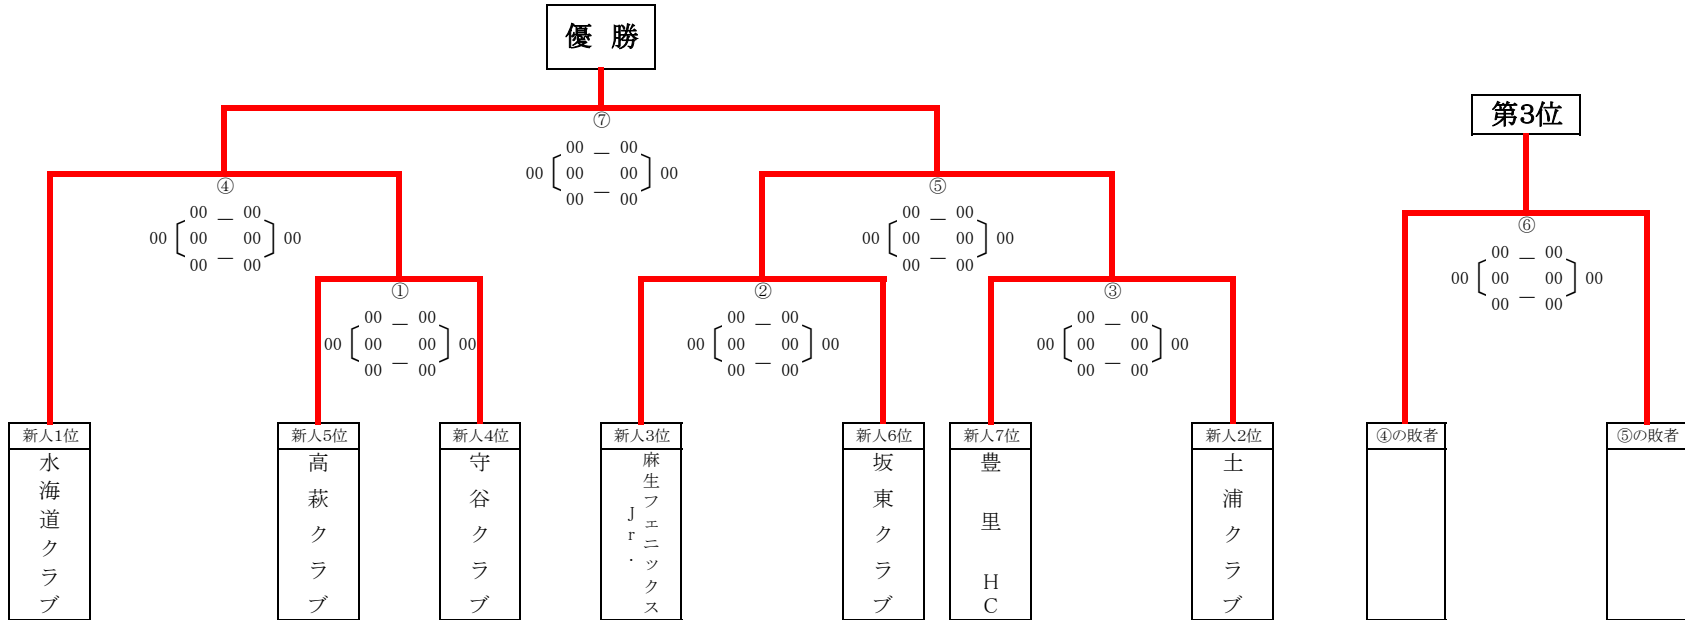 優 勝
第3位
⑦
00 － 00
00 〔 00 00 〕 00
00 － 00
④
00 － 00
00 〔 00 00 〕 00
00 － 00
⑤
00 － 00
00 〔 00 00 〕 00
00 － 00
⑥
00 － 00
00 〔 00 00 〕 00
00 － 00
①
00 － 00
00 〔 00 00 〕 00
00 － 00
②
00 － 00
00 〔 00 00 〕 00
00 － 00
③
00 － 00
00 〔 00 00 〕 00
00 － 00
新人1位
水海道クラブ
新人5位
高萩クラブ
新人4位
守谷クラブ
新人3位
麻生フェニックス
Jr.
新人6位
坂東クラブ
新人7位
豊里HC
新人2位
土浦クラブ
④の敗者
⑤の敗者